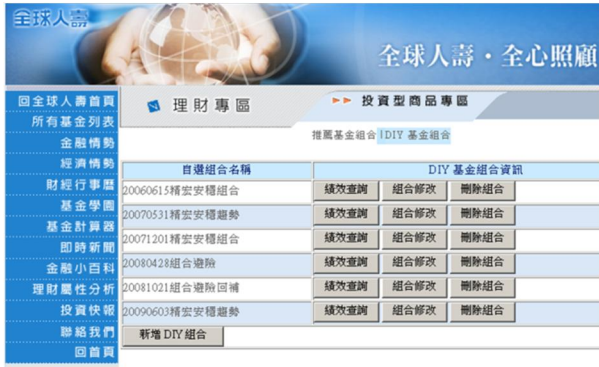 全球人壽
全球人壽・全心照顧
回全球人壽首頁
所有基金列表
金融情勢
經濟情勢
財經行事曆
基金學園
基金計算器
即時新聞
金融小百科
理財屬性分析
投資快報
聯絡我們
回首頁
理財專區
投資型商品專區
推薦基金組合 | DIY 基金組合
自選組合名稱 DIY 基金組合資訊
20060615精宏安穩組合 績效查詢 組合修改 刪除組合
20070531精宏安穩趨勢 績效查詢 組合修改 刪除組合
20071201精宏安穩組合 績效查詢 組合修改 刪除組合
20080428組合避險 績效查詢 組合修改 刪除組合
20081021組合避險回補 績效查詢 組合修改 刪除組合
20090603精宏安穩趨勢 績效查詢 組合修改 刪除組合
新增 DIY 組合